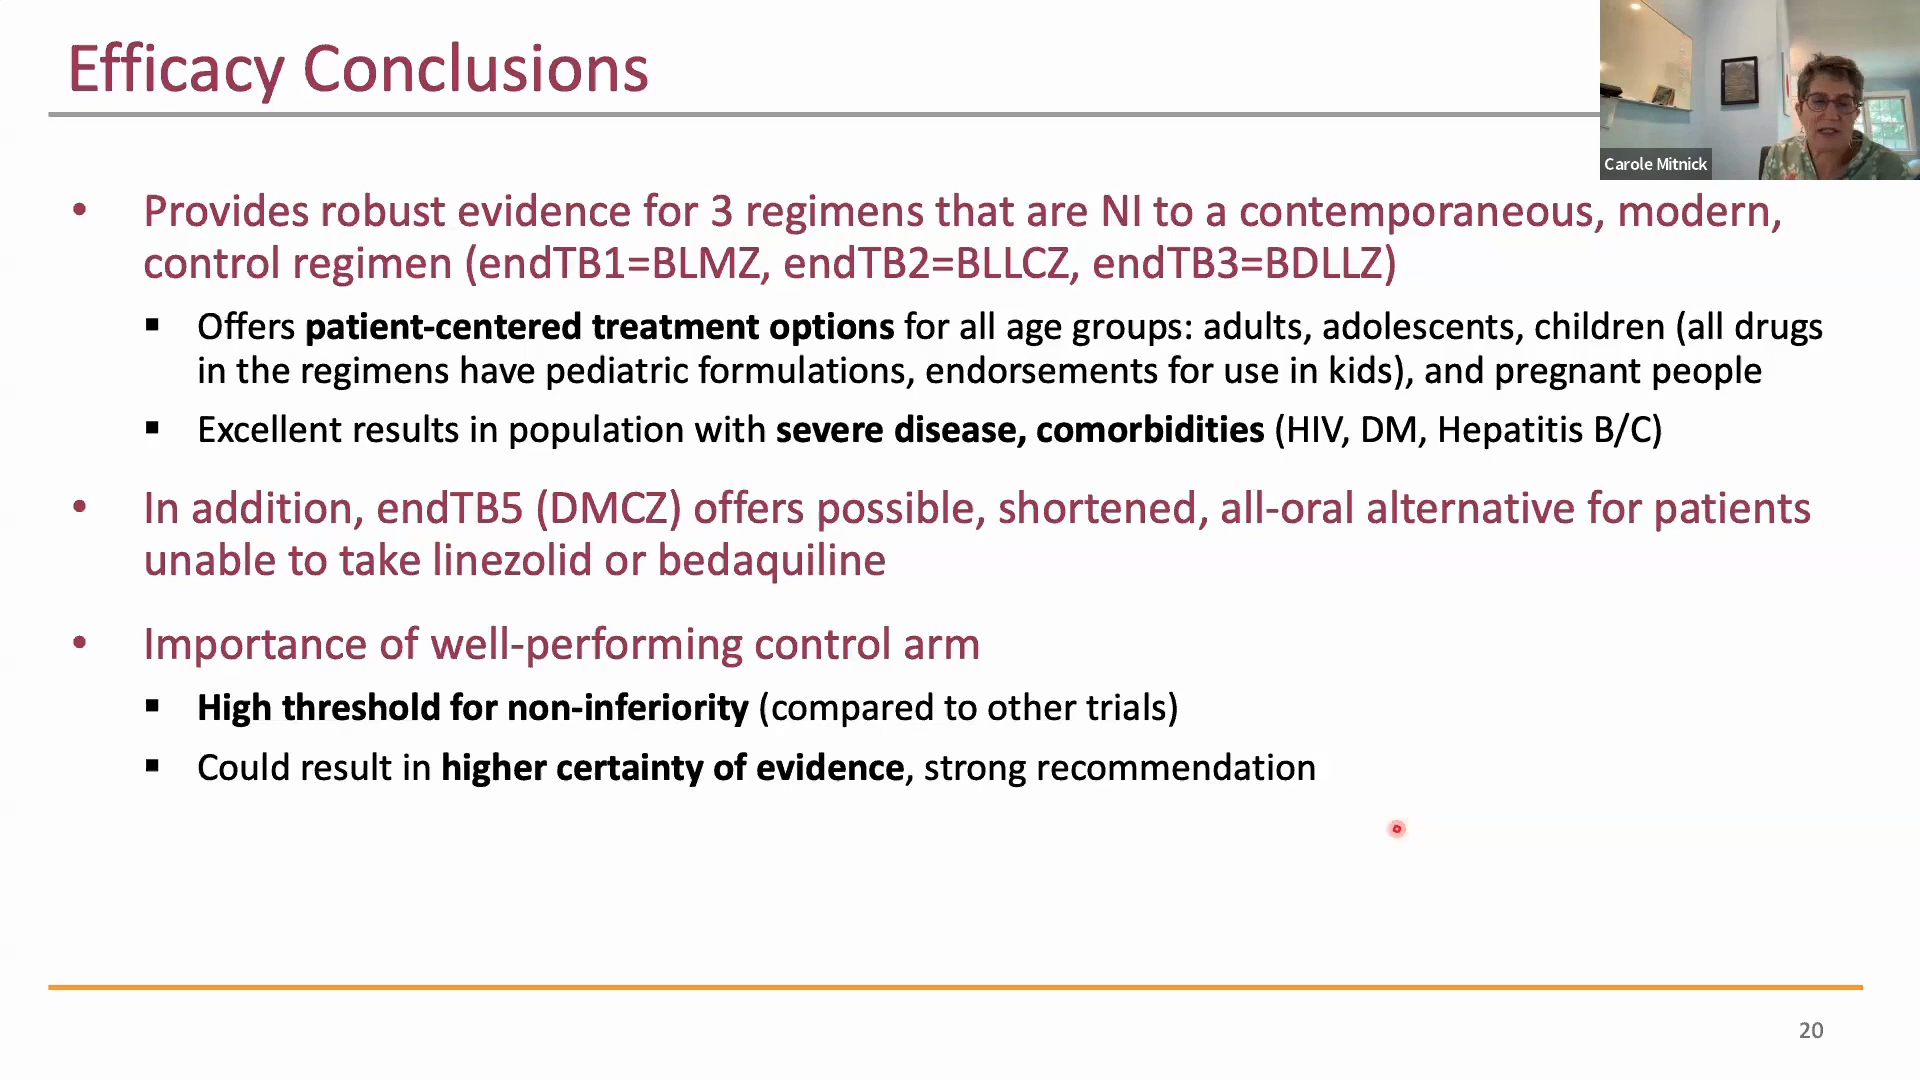 Efficacy Conclusions
Carole Mitnick
• Provides robust evidence for 3 regimens that are NI to a contemporaneous, modern,
control regimen (endTB1=BLMZ, endTB2=BLLCZ, endTB3=BDLLZ)
▪ Offers patient-centered treatment options for all age groups: adults, adolescents, children (all drugs
in the regimens have pediatric formulations, endorsements for use in kids), and pregnant people
▪ Excellent results in population with severe disease, comorbidities (HIV, DM, Hepatitis B/C)
• In addition, endTB5 (DMCZ) offers possible, shortened, all-oral alternative for patients
unable to take linezolid or bedaquiline
• Importance of well-performing control arm
▪ High threshold for non-inferiority (compared to other trials)
▪ Could result in higher certainty of evidence, strong recommendation
20